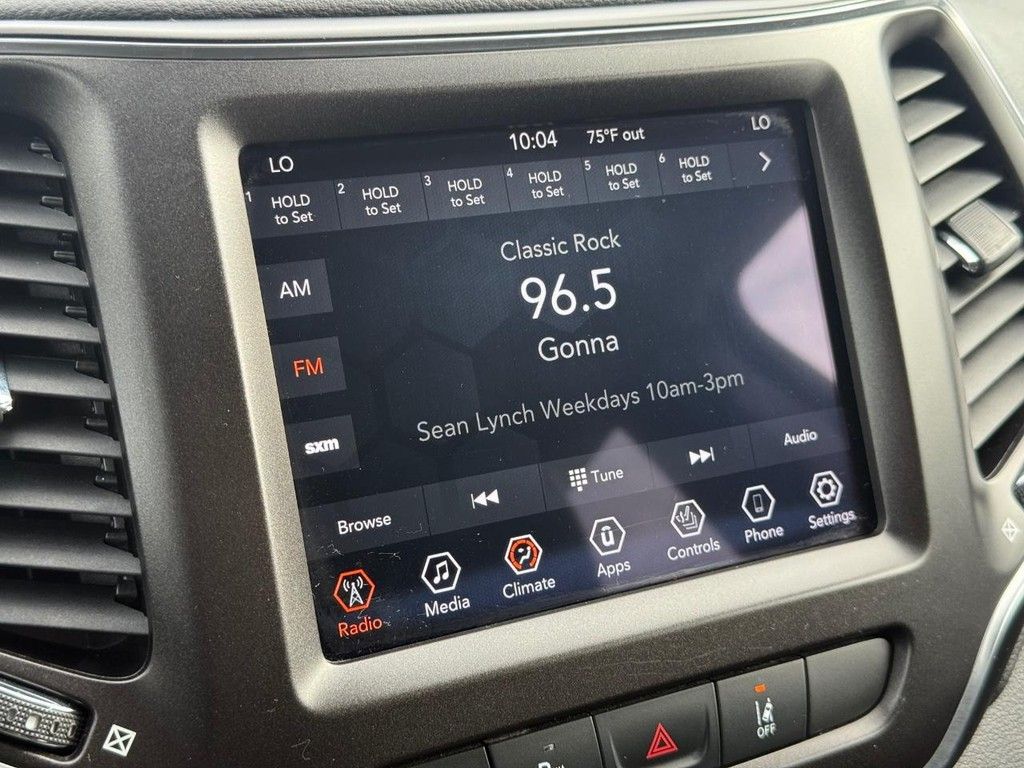 LO 10:04 75°F out LO
1 HOLD to Set
2 HOLD to Set
3 HOLD to Set
4 HOLD to Set
5 HOLD to Set
6 HOLD to Set
Classic Rock
AM
96.5
Gonna
FM
Sean Lynch Weekdays 10am-3pm
sxm
Browse
Tune
Audio
Radio
Media
Climate
Apps
Controls
Phone
Settings
OFF